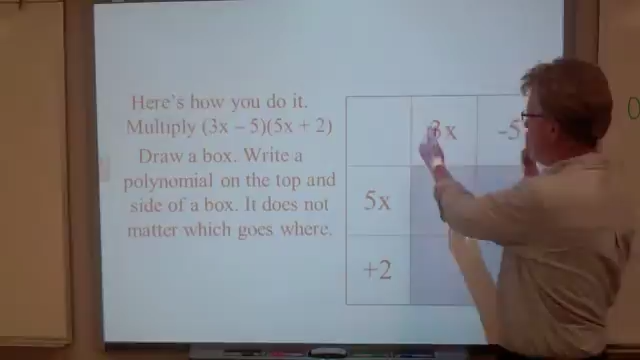 Here's how you do it.
Multiply (3x – 5)(5x + 2)
Draw a box. Write a
polynomial on the top and
side of a box. It does not
matter which goes where.
3x -5
5x
+2